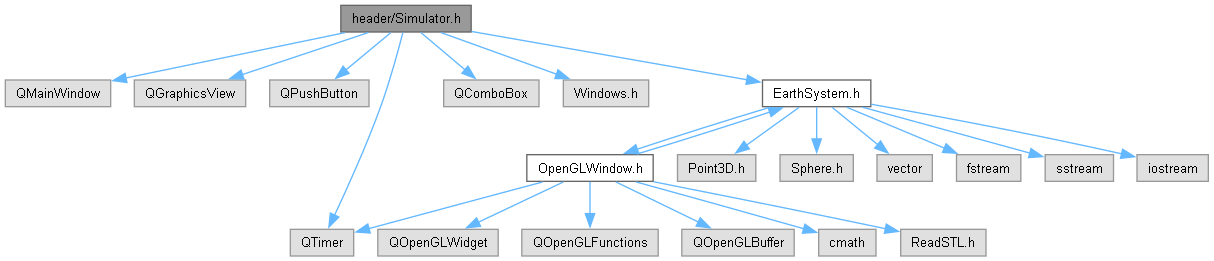 header/Simulator.h
QMainWindow
QGraphicsView
QPushButton
QComboBox
Windows.h
EarthSystem.h
OpenGLWindow.h
Point3D.h
Sphere.h
vector
fstream
sstream
iostream
QTimer
QOpenGLWidget
QOpenGLFunctions
QOpenGLBuffer
cmath
ReadSTL.h